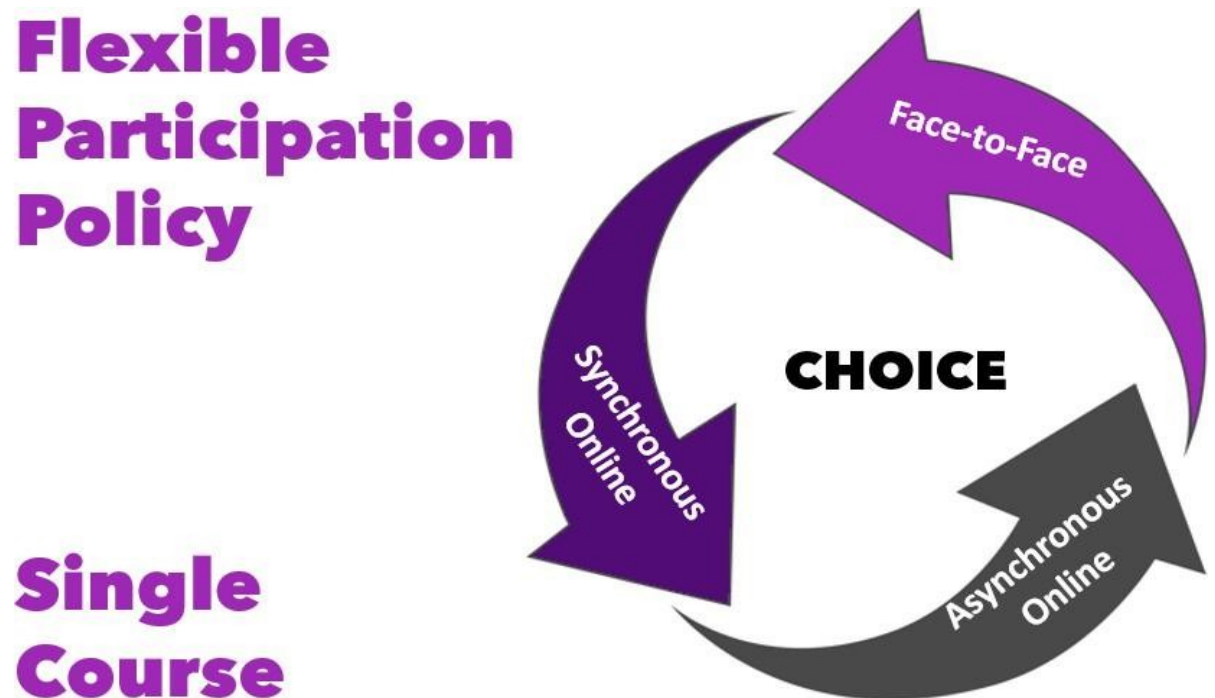 Flexible
Participation
Policy
Face-to-Face
CHOICE
Synchronous
Online
Asynchronous
Online
Single
Course